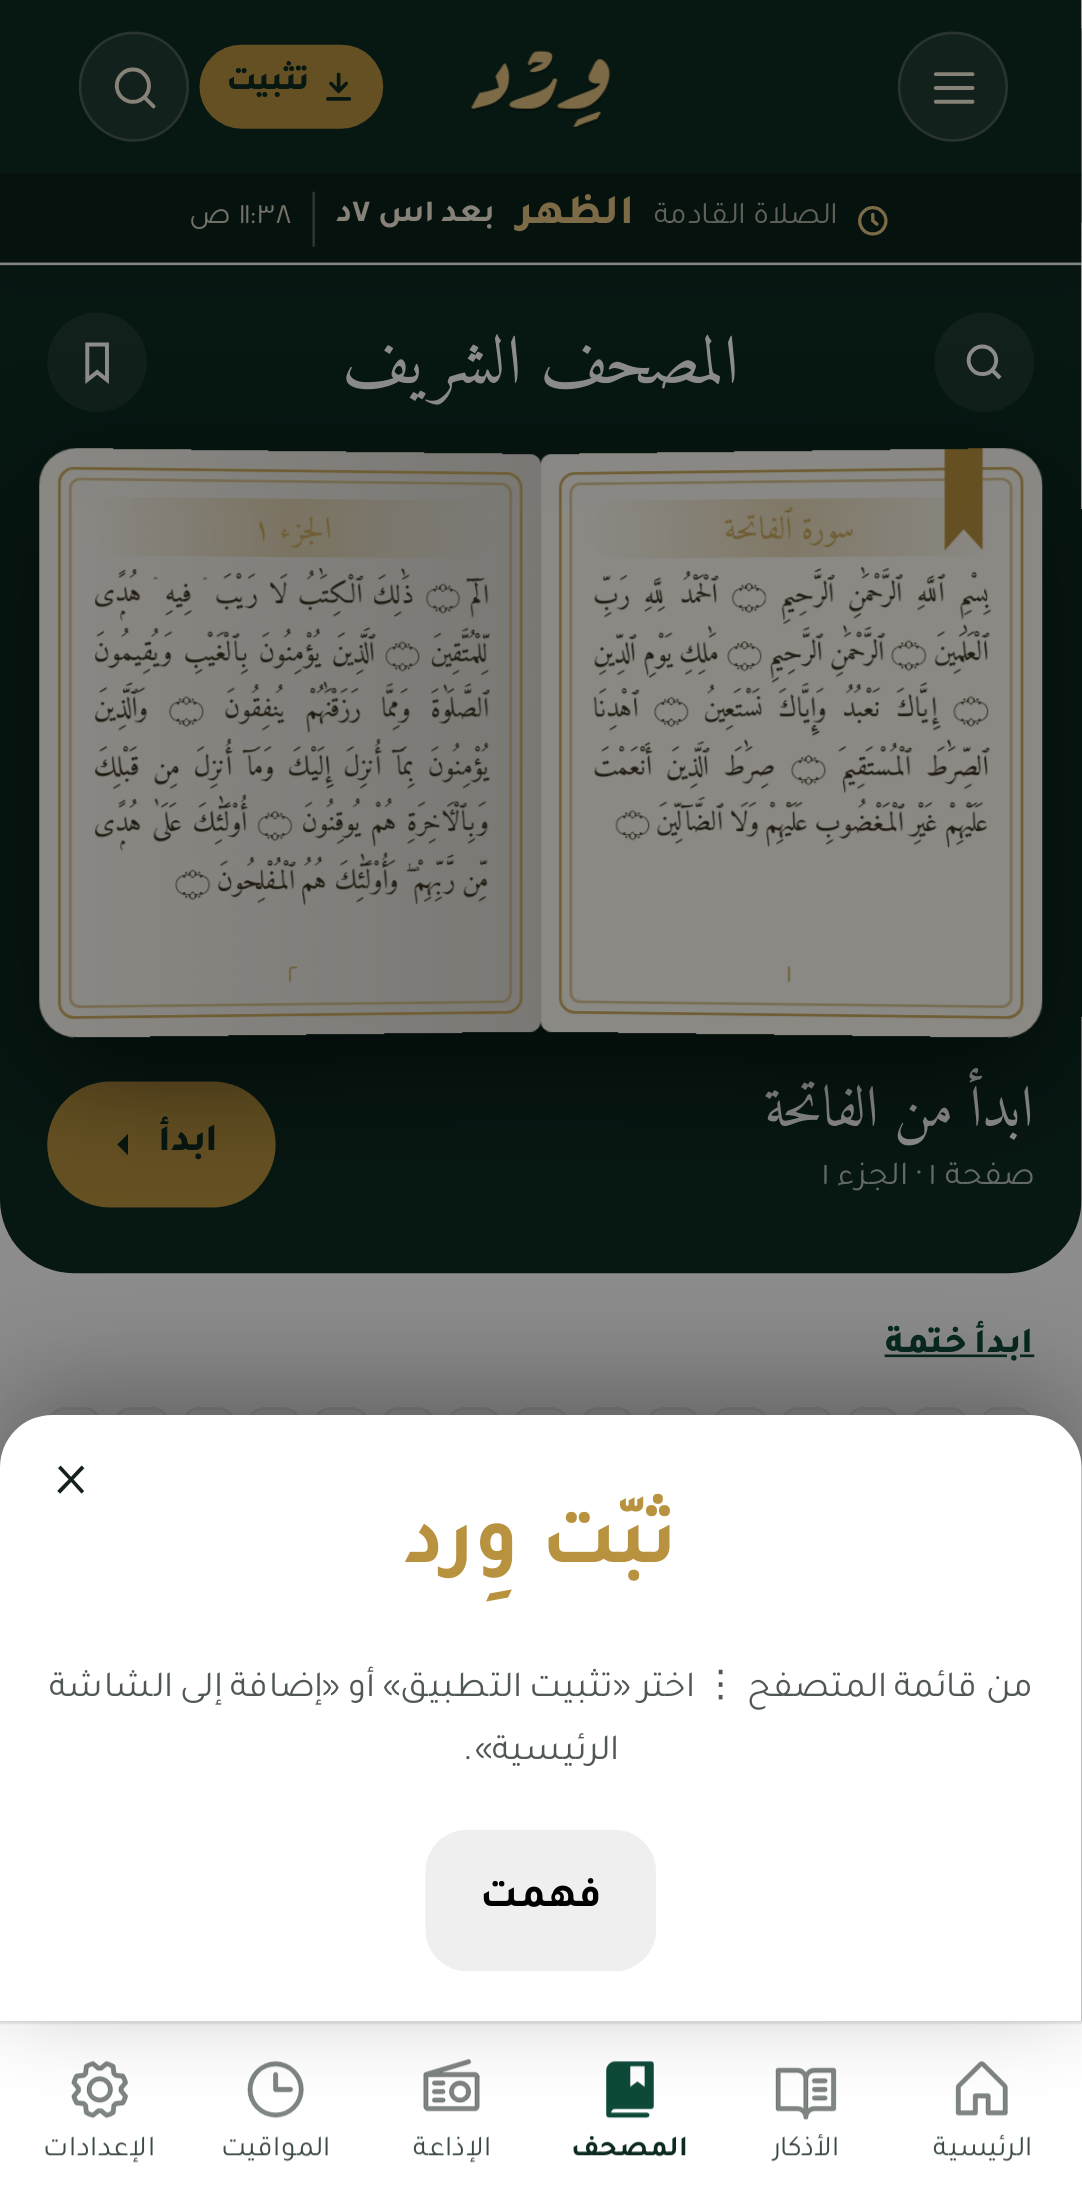 وِرْد
تثبيت
الصلاة القادمة الظهر بعد ١س ٧د ١١:٣٨ ص
المصحف الشريف
سورة ٱلفاتحة
بِسْمِ ٱللَّهِ ٱلرَّحْمَٰنِ ٱلرَّحِيمِ ۝ ٱلْحَمْدُ لِلَّهِ رَبِّ
ٱلْعَٰلَمِينَ ۝ ٱلرَّحْمَٰنِ ٱلرَّحِيمِ ۝ مَٰلِكِ يَوْمِ ٱلدِّينِ
۝ إِيَّاكَ نَعْبُدُ وَإِيَّاكَ نَسْتَعِينُ ۝ ٱهْدِنَا
ٱلصِّرَٰطَ ٱلْمُسْتَقِيمَ ۝ صِرَٰطَ ٱلَّذِينَ أَنْعَمْتَ
عَلَيْهِمْ غَيْرِ ٱلْمَغْضُوبِ عَلَيْهِمْ وَلَا ٱلضَّآلِّينَ ۝
١
الجزء ١
الٓمٓ ۝ ذَٰلِكَ ٱلْكِتَٰبُ لَا رَيْبَ ۛ فِيهِ ۛ هُدًى
لِّلْمُتَّقِينَ ۝ ٱلَّذِينَ يُؤْمِنُونَ بِٱلْغَيْبِ وَيُقِيمُونَ
ٱلصَّلَوٰةَ وَمِمَّا رَزَقْنَٰهُمْ يُنفِقُونَ ۝ وَٱلَّذِينَ
يُؤْمِنُونَ بِمَآ أُنزِلَ إِلَيْكَ وَمَآ أُنزِلَ مِن قَبْلِكَ
وَبِٱلْأَخِرَةِ هُمْ يُوقِنُونَ ۝ أُو۟لَٰٓئِكَ عَلَىٰ هُدًى
مِّن رَّبِّهِمْ ۖ وَأُو۟لَٰٓئِكَ هُمُ ٱلْمُفْلِحُونَ ۝
٢
ابدأ من الفاتحة
صفحة ١ · الجزء ١
ابدأ
ابدأ ختمة
ثبّت وِرد
من قائمة المتصفح ⋮ اختر «تثبيت التطبيق» أو «إضافة إلى الشاشة
الرئيسية».
فهمت
الرئيسية
الأذكار
المصحف
الإذاعة
المواقيت
الإعدادات